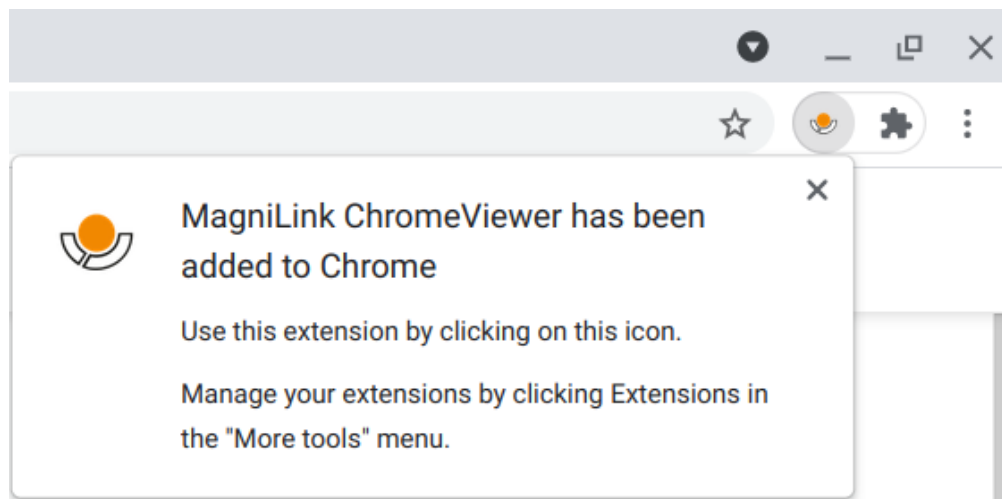 MagniLink ChromeViewer has been
added to Chrome
Use this extension by clicking on this icon.
Manage your extensions by clicking Extensions in
the "More tools" menu.